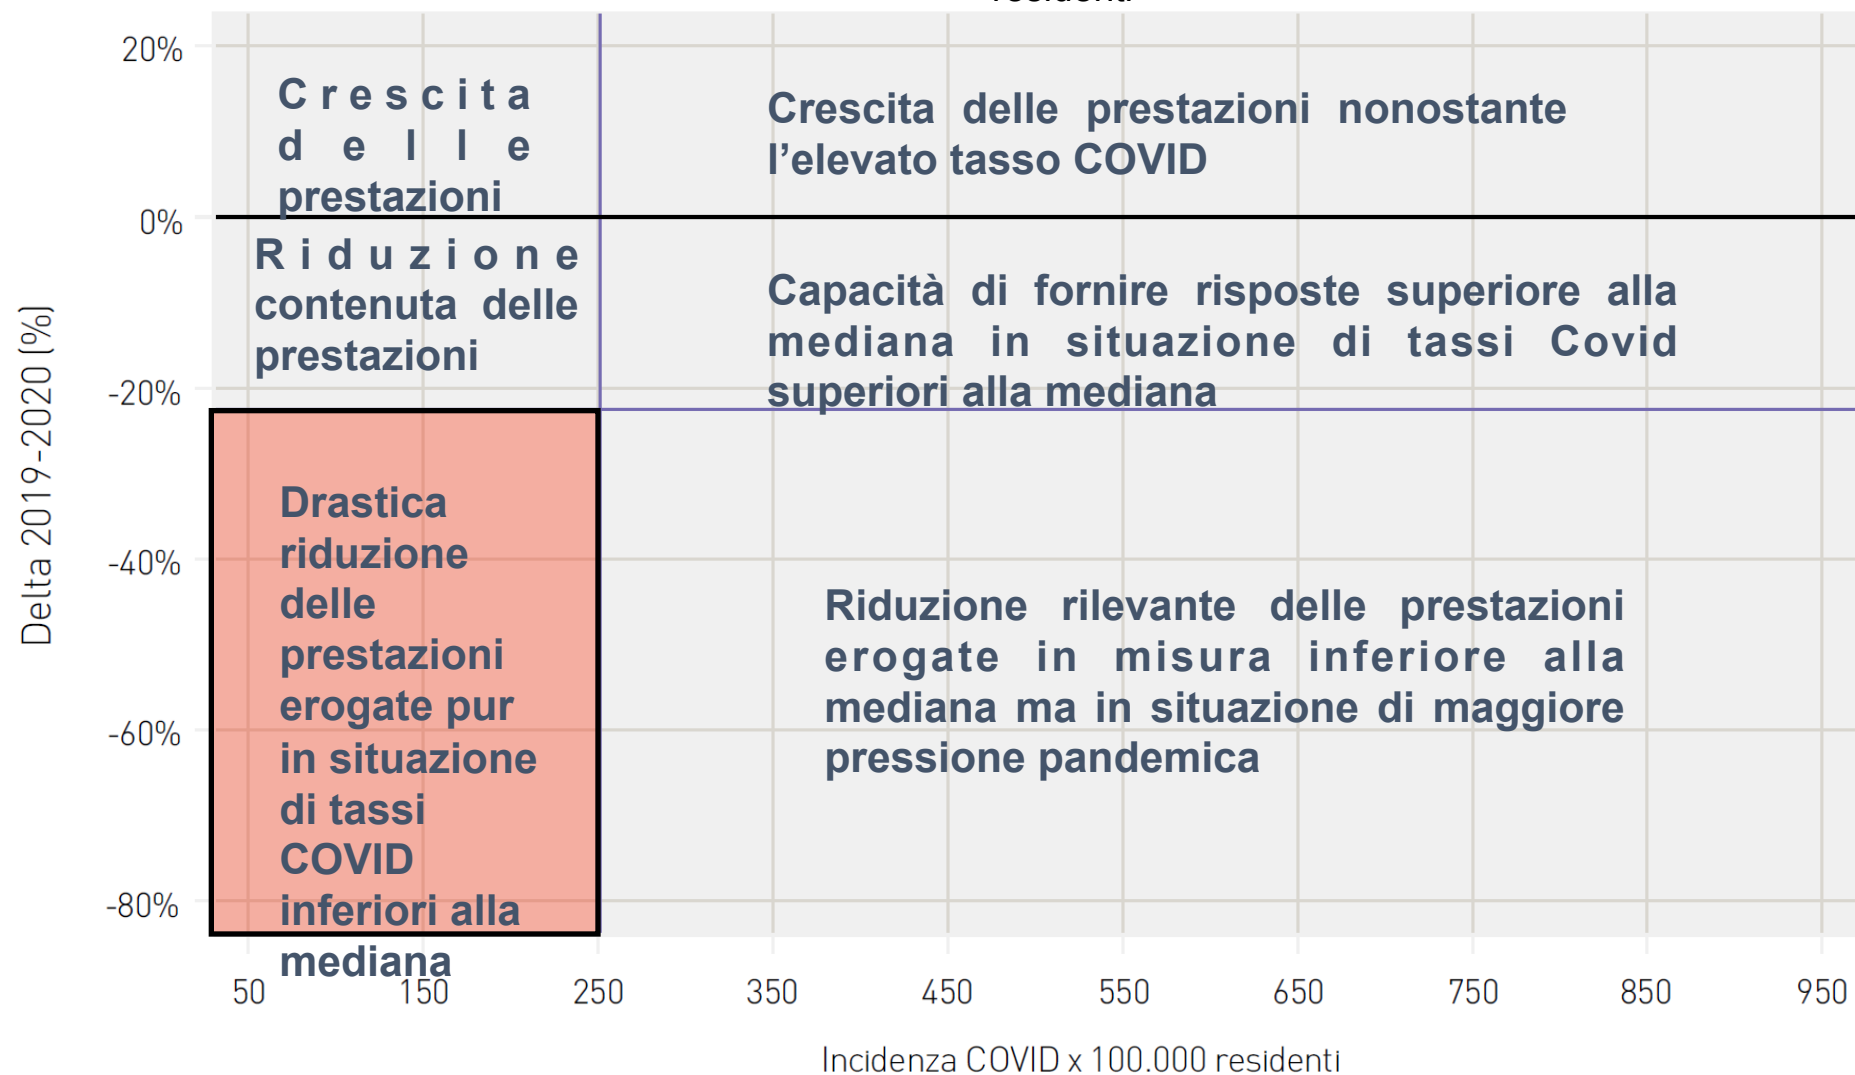 residenti
20%
Crescita
delle
prestazioni
Crescita delle prestazioni nonostante
l’elevato tasso COVID
0%
Riduzione
contenuta delle
prestazioni
Capacità di fornire risposte superiore alla
mediana in situazione di tassi Covid
superiori alla mediana
-20%
Delta 2019-2020 (%)
Drastica
riduzione
delle
prestazioni
erogate pur
in situazione
di tassi
COVID
inferiori alla
mediana
-40%
Riduzione rilevante delle prestazioni
erogate in misura inferiore alla
mediana ma in situazione di maggiore
pressione pandemica
-60%
-80%
50 150 250 350 450 550 650 750 850 950
Incidenza COVID x 100.000 residenti